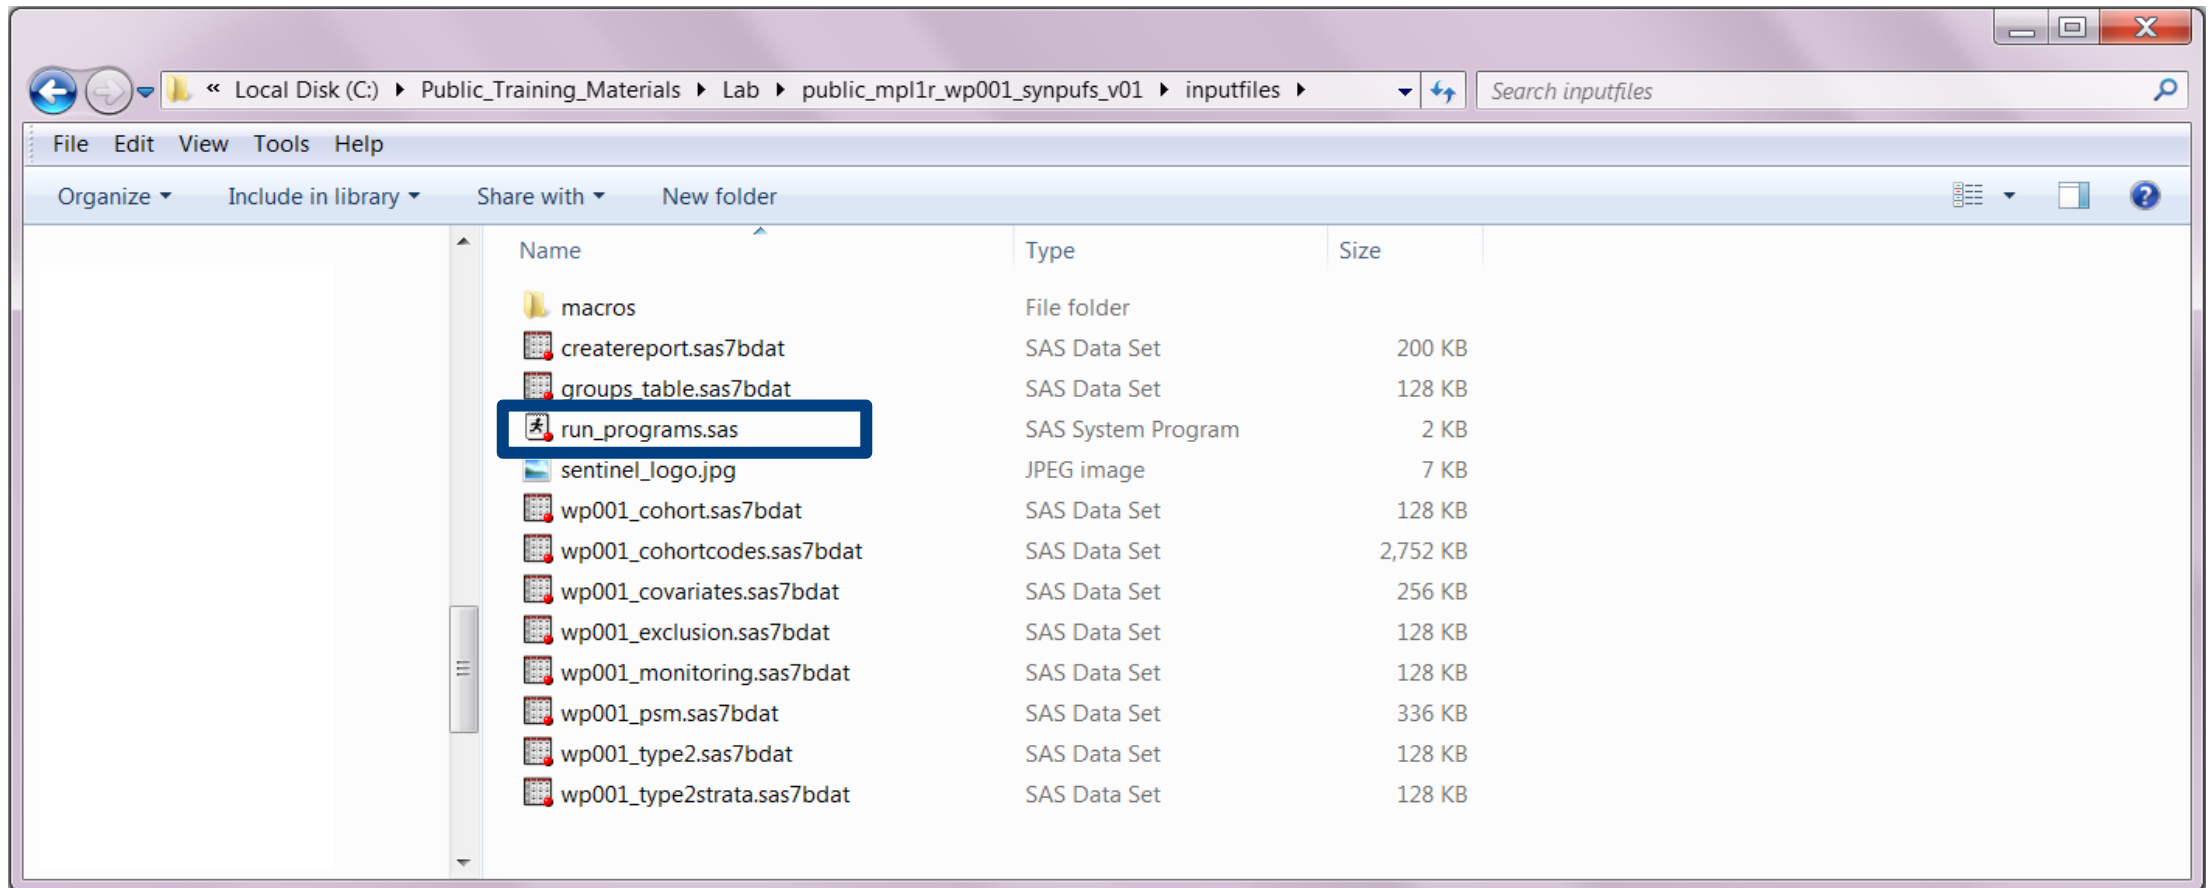 « Local Disk (C:) Public_Training_Materials Lab public_mpl1r_wp001_synpufs_v01 inputfiles Search inputfiles
File Edit View Tools Help
Organize Include in library Share with New folder
Name Type Size
macros File folder
createreport.sas7bdat SAS Data Set 200 KB
groups_table.sas7bdat SAS Data Set 128 KB
run_programs.sas SAS System Program 2 KB
sentinel_logo.jpg JPEG image 7 KB
wp001_cohort.sas7bdat SAS Data Set 128 KB
wp001_cohortcodes.sas7bdat SAS Data Set 2,752 KB
wp001_covariates.sas7bdat SAS Data Set 256 KB
wp001_exclusion.sas7bdat SAS Data Set 128 KB
wp001_monitoring.sas7bdat SAS Data Set 128 KB
wp001_psm.sas7bdat SAS Data Set 336 KB
wp001_type2.sas7bdat SAS Data Set 128 KB
wp001_type2strata.sas7bdat SAS Data Set 128 KB